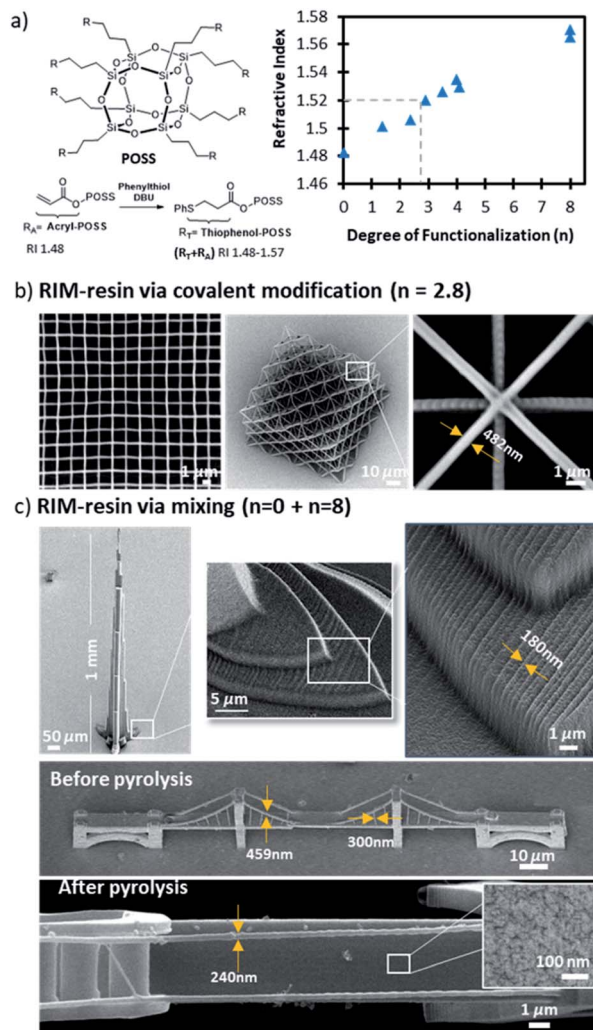 a)
R R R R R R R R
Si Si Si Si Si Si Si Si
O O O O O O O O O O O O
POSS
O
O POSS
Phenylthiol
DBU
PhS
O
O POSS
R_A= Acryl-POSS
RI 1.48
R_T= Thiophenol-POSS
(R_T+R_A) RI 1.48-1.57
Refractive Index
1.58
1.56
1.54
1.52
1.5
1.48
1.46
0 1 2 3 4 5 6 7 8
Degree of Functionalization (n)
b) RIM-resin via covalent modification (n = 2.8)
1 μm
10 μm
482nm
1 μm
c) RIM-resin via mixing (n=0 + n=8)
1 mm
50 μm
5 μm
180nm
1 μm
Before pyrolysis
459nm
300nm
10 μm
After pyrolysis
240nm
100 nm
1 μm